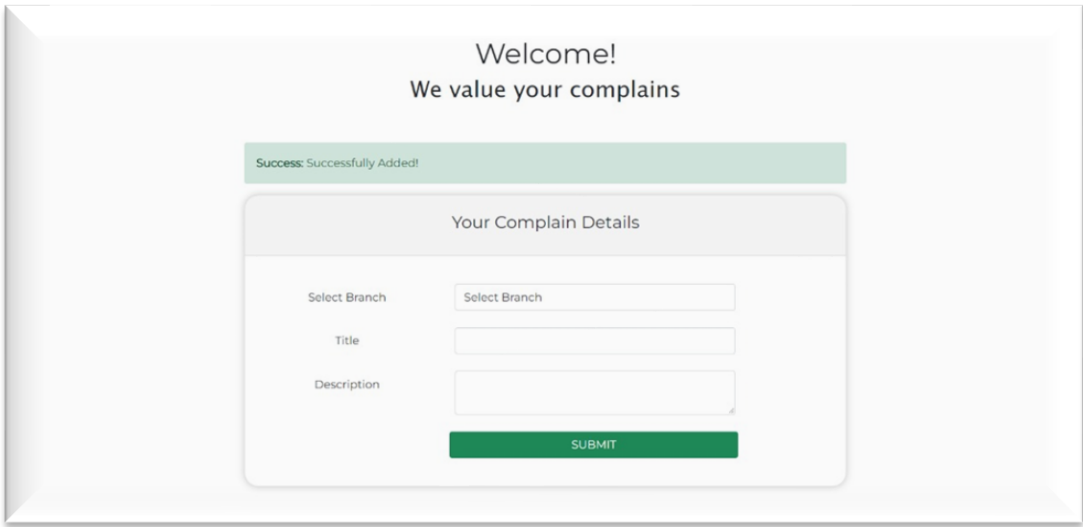 Welcome!
We value your complains
Success: Successfully Added!
Your Complain Details
Select Branch
Select Branch
Title
Description
SUBMIT